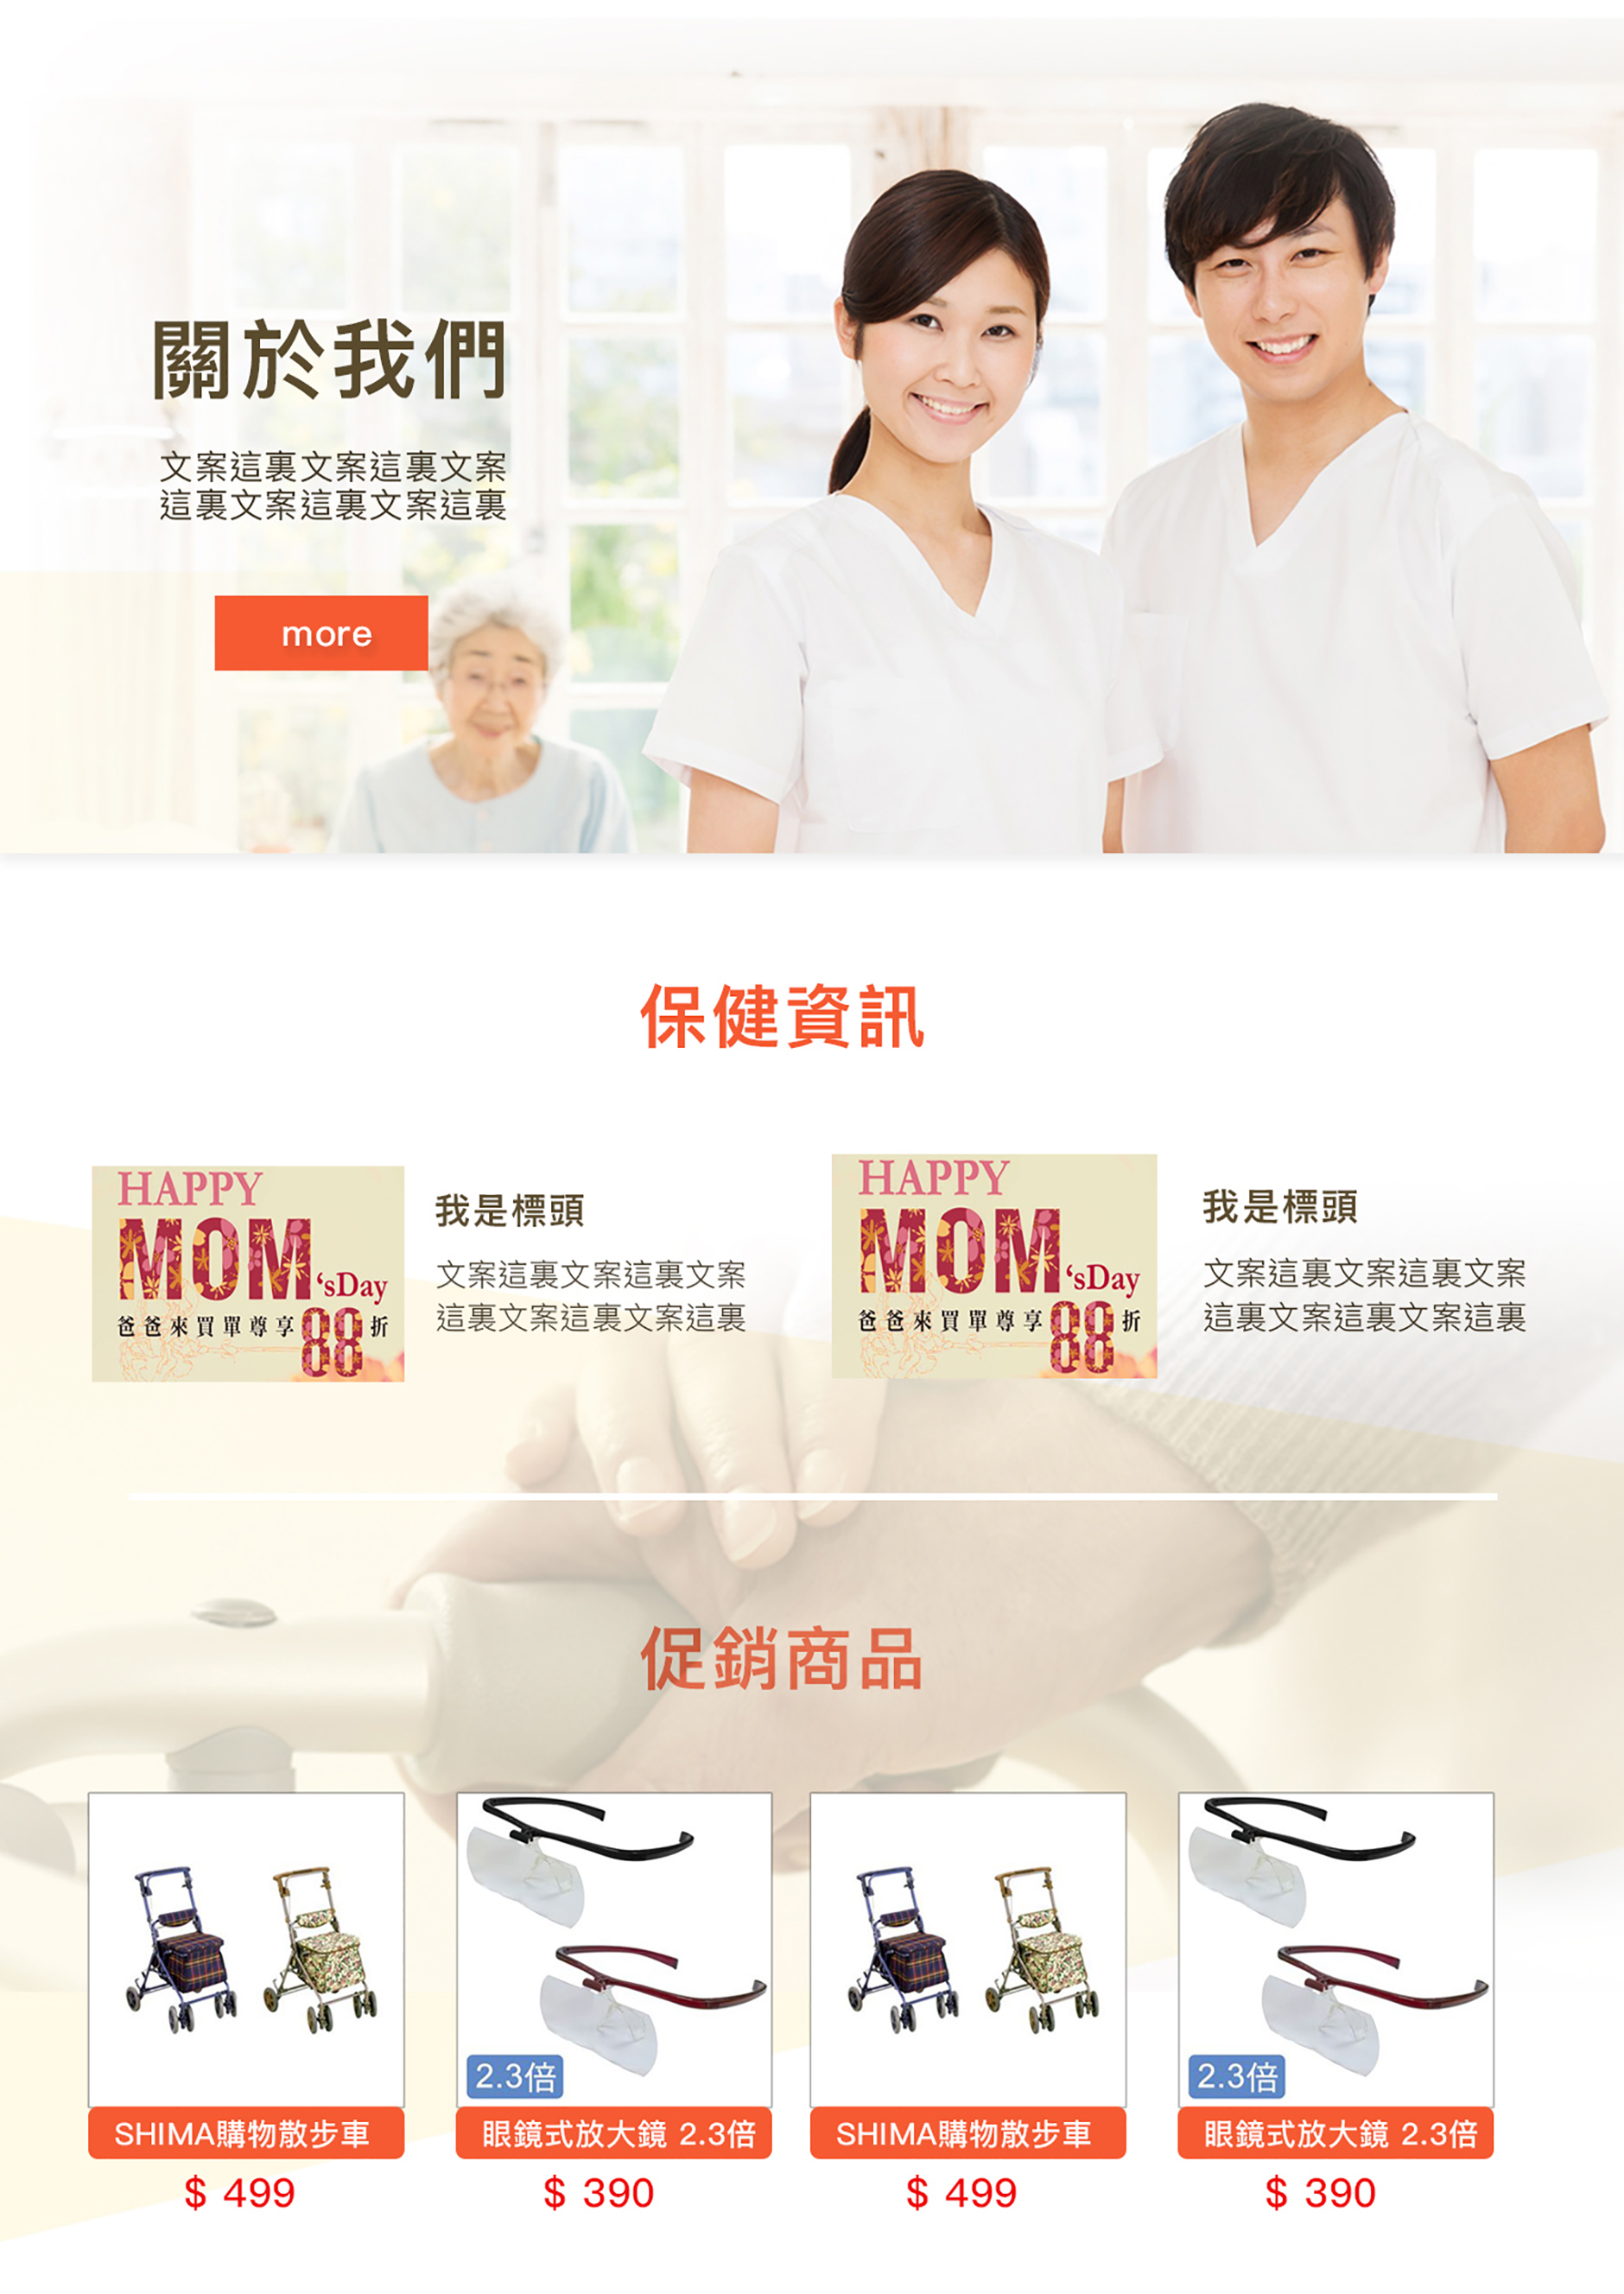 關於我們
文案這裏文案這裏文案
這裏文案這裏文案這裏
more
保健資訊
HAPPY
MOM‘sDay
爸爸來買單尊享88折
我是標頭
文案這裏文案這裏文案
這裏文案這裏文案這裏
HAPPY
MOM‘sDay
爸爸來買單尊享88折
我是標頭
文案這裏文案這裏文案
這裏文案這裏文案這裏
促銷商品
SHIMA購物散步車
$ 499
2.3倍
眼鏡式放大鏡 2.3倍
$ 390
SHIMA購物散步車
$ 499
2.3倍
眼鏡式放大鏡 2.3倍
$ 390